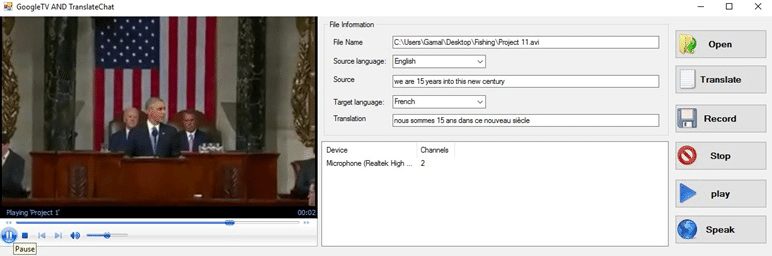 GoogleTV AND TranslateChat
File Information
File Name
C:\Users\Gamal\Desktop\Fishing\Project 11.avi
Source language:
English
Source
we are 15 years into this new century
Target language:
French
Translation
nous sommes 15 ans dans ce nouveau siècle
Device Channels
Microphone (Realtek High ... 2
Open
Translate
Record
Stop
play
Speak
Playing 'Project 1' 00:02
Pause